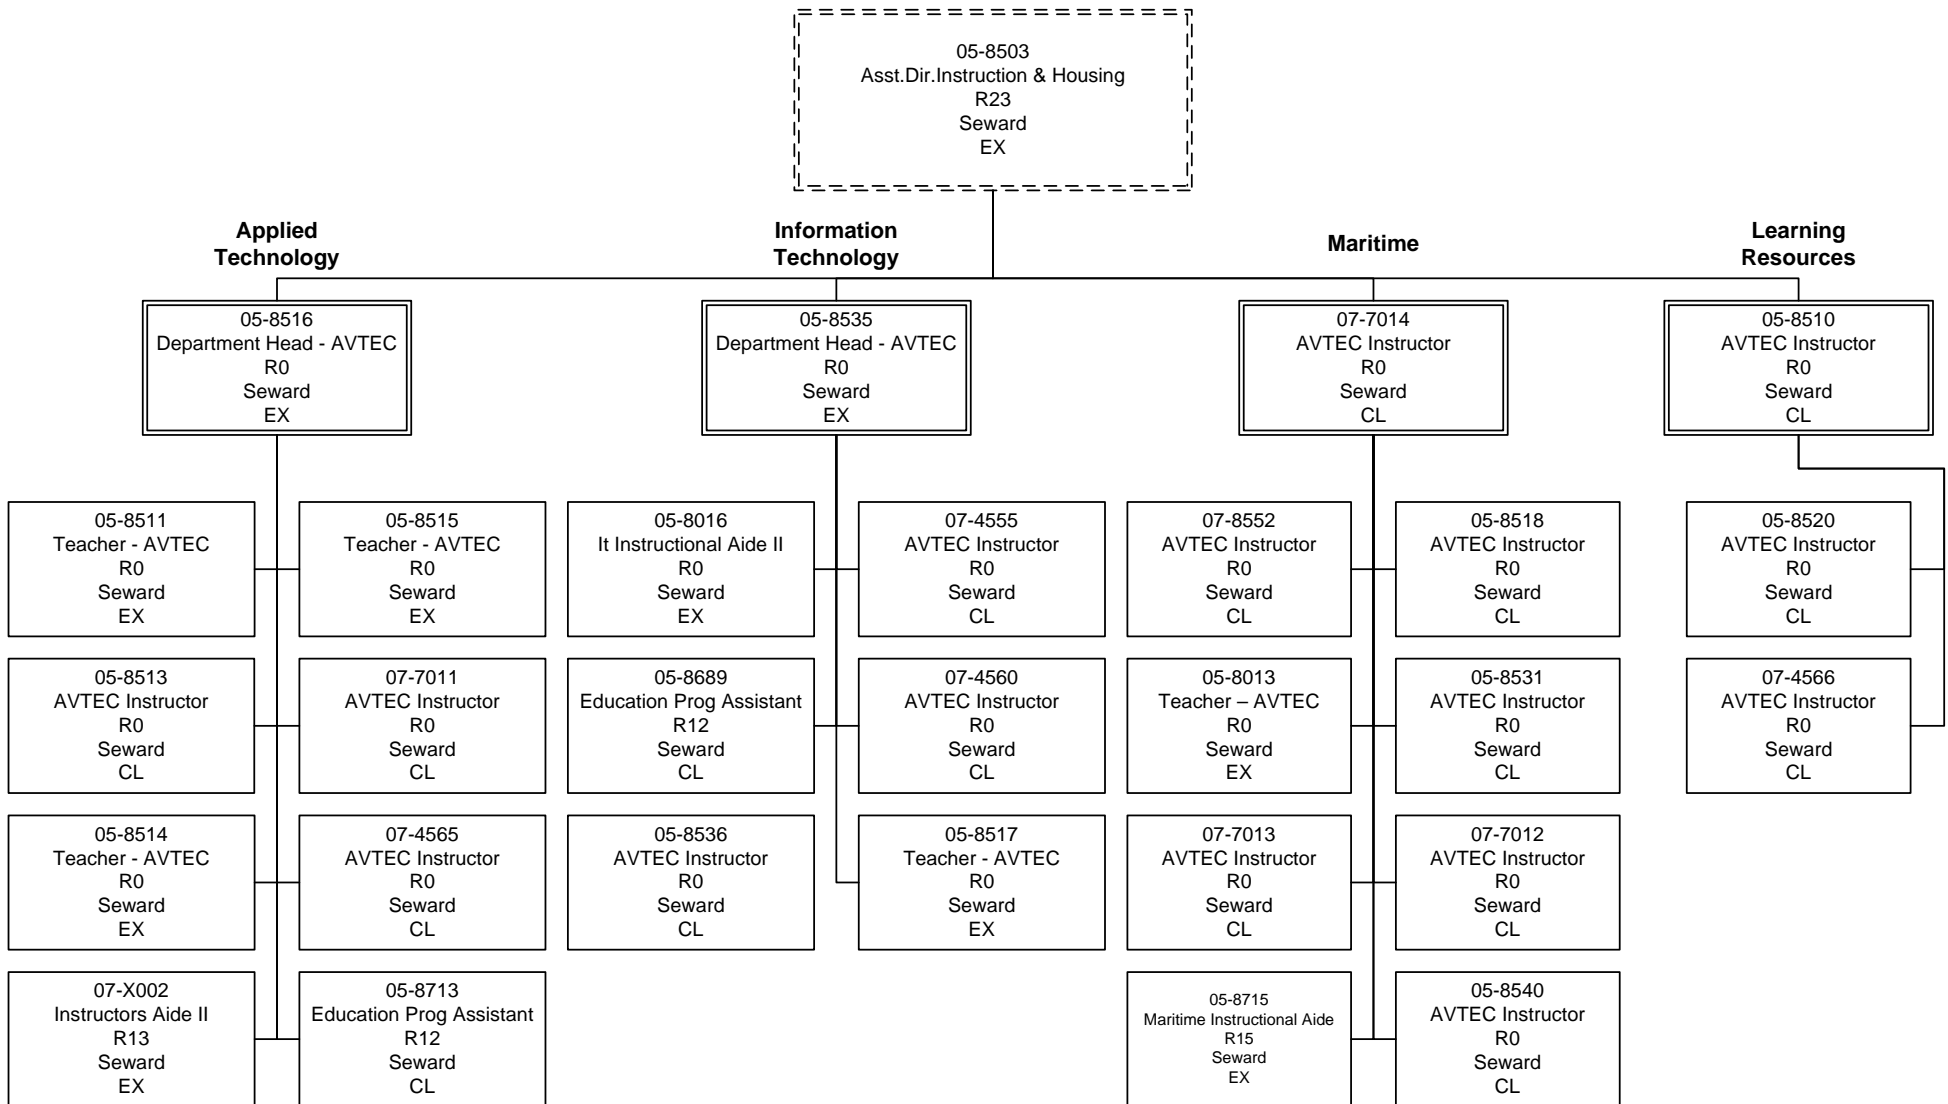 05-8503
Asst.Dir.Instruction & Housing
R23
Seward
EX
Applied
Technology
Information
Technology
Maritime
Learning
Resources
05-8516
Department Head - AVTEC
R0
Seward
EX
05-8535
Department Head - AVTEC
R0
Seward
EX
07-7014
AVTEC Instructor
R0
Seward
CL
05-8510
AVTEC Instructor
R0
Seward
CL
05-8511
Teacher - AVTEC
R0
Seward
EX
05-8515
Teacher - AVTEC
R0
Seward
EX
05-8016
It Instructional Aide II
R0
Seward
EX
07-4555
AVTEC Instructor
R0
Seward
CL
07-8552
AVTEC Instructor
R0
Seward
CL
05-8518
AVTEC Instructor
R0
Seward
CL
05-8520
AVTEC Instructor
R0
Seward
CL
05-8513
AVTEC Instructor
R0
Seward
CL
07-7011
AVTEC Instructor
R0
Seward
CL
05-8689
Education Prog Assistant
R12
Seward
CL
07-4560
AVTEC Instructor
R0
Seward
CL
05-8013
Teacher – AVTEC
R0
Seward
EX
05-8531
AVTEC Instructor
R0
Seward
CL
07-4566
AVTEC Instructor
R0
Seward
CL
05-8514
Teacher - AVTEC
R0
Seward
EX
07-4565
AVTEC Instructor
R0
Seward
CL
05-8536
AVTEC Instructor
R0
Seward
CL
05-8517
Teacher - AVTEC
R0
Seward
EX
07-7013
AVTEC Instructor
R0
Seward
CL
07-7012
AVTEC Instructor
R0
Seward
CL
07-X002
Instructors Aide II
R13
Seward
EX
05-8713
Education Prog Assistant
R12
Seward
CL
05-8715
Maritime Instructional Aide
R15
Seward
EX
05-8540
AVTEC Instructor
R0
Seward
CL